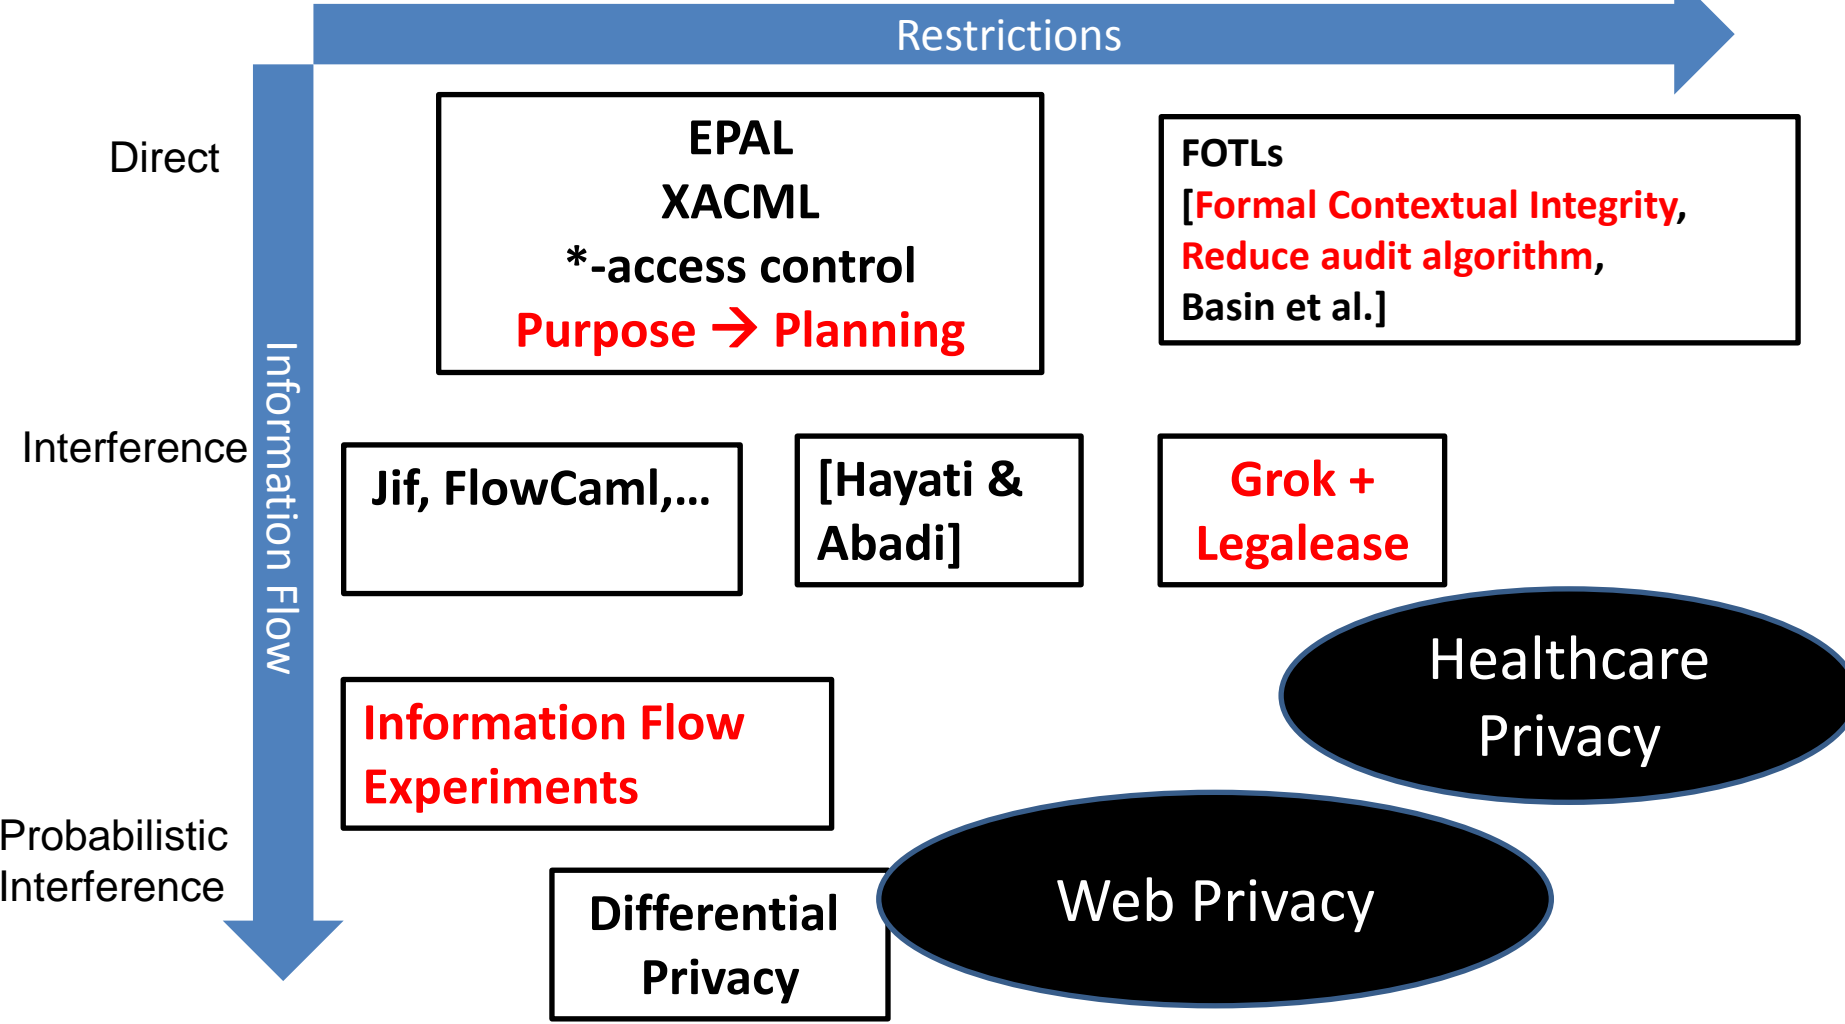 Restrictions
Direct
EPAL
XACML
*-access control
Purpose → Planning
FOTLs
[Formal Contextual Integrity,
Reduce audit algorithm,
Basin et al.]
Information Flow
Interference
Jif, FlowCaml,...
[Hayati &
Abadi]
Grok +
Legalease
Healthcare
Privacy
Information Flow
Experiments
Probabilistic
Interference
Differential
Privacy
Web Privacy